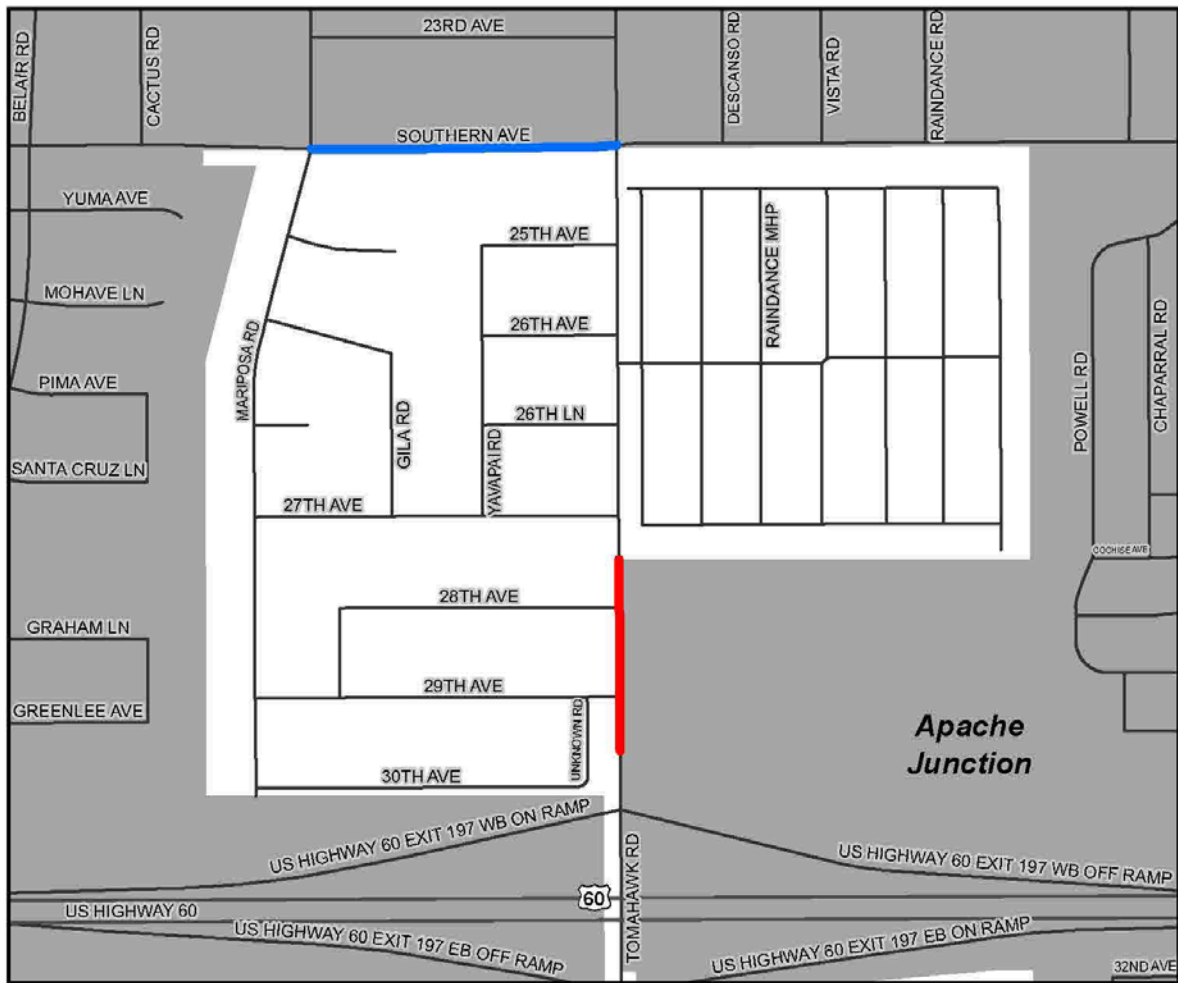 23RD AVE
BELAIR RD
CACTUS RD
DESCANSO RD
VISTA RD
RAINDANCE RD
SOUTHERN AVE
YUMA AVE
25TH AVE
RAINDANCE MHP
MOHAVE LN
26TH AVE
MARIPOSA RD
PIMA AVE
POWELL RD
CHAPARRAL RD
26TH LN
GILA RD
YAVAPAI RD
SANTA CRUZ LN
27TH AVE
COCHISE AVE
28TH AVE
GRAHAM LN
29TH AVE
GREENLEE AVE
UNKNOWN RD
Apache
Junction
30TH AVE
US HIGHWAY 60 EXIT 197 WB ON RAMP
US HIGHWAY 60 EXIT 197 WB OFF RAMP
60
TOMAHAWK RD
US HIGHWAY 60
US HIGHWAY 60 EXIT 197 EB OFF RAMP
US HIGHWAY 60 EXIT 197 EB ON RAMP
32ND AVE